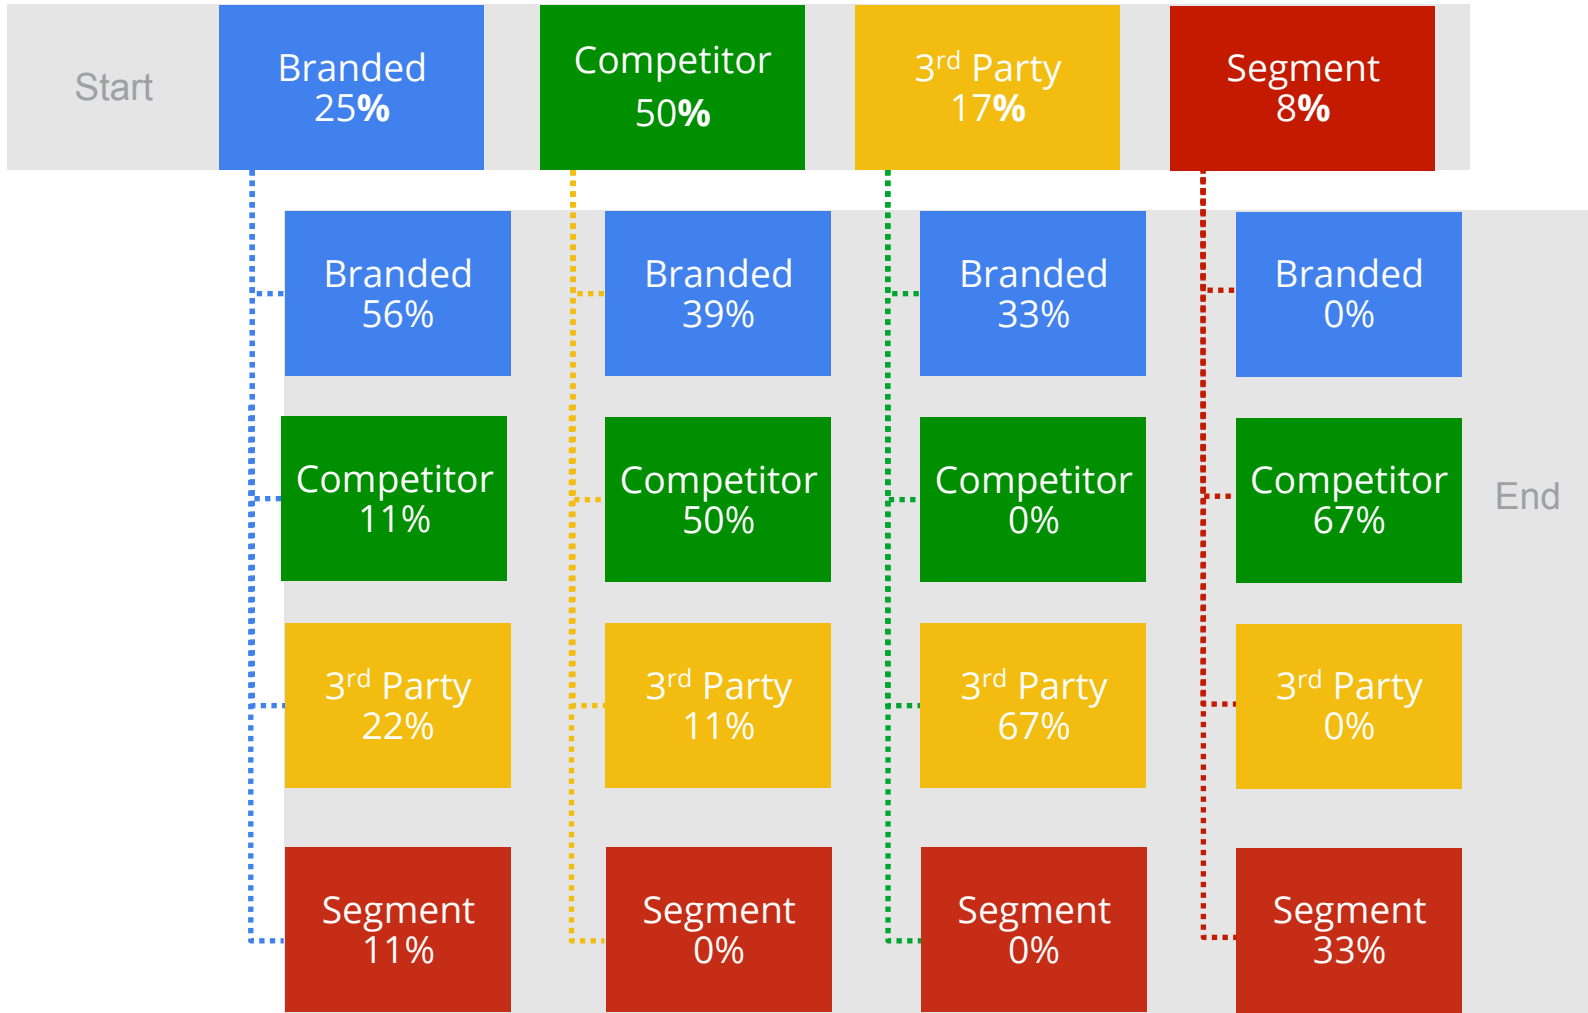 Start
Branded
25%
Competitor
50%
3rd Party
17%
Segment
8%
Branded
56%
Branded
39%
Branded
33%
Branded
0%
Competitor
11%
Competitor
50%
Competitor
0%
Competitor
67%
End
3rd Party
22%
3rd Party
11%
3rd Party
67%
3rd Party
0%
Segment
11%
Segment
0%
Segment
0%
Segment
33%